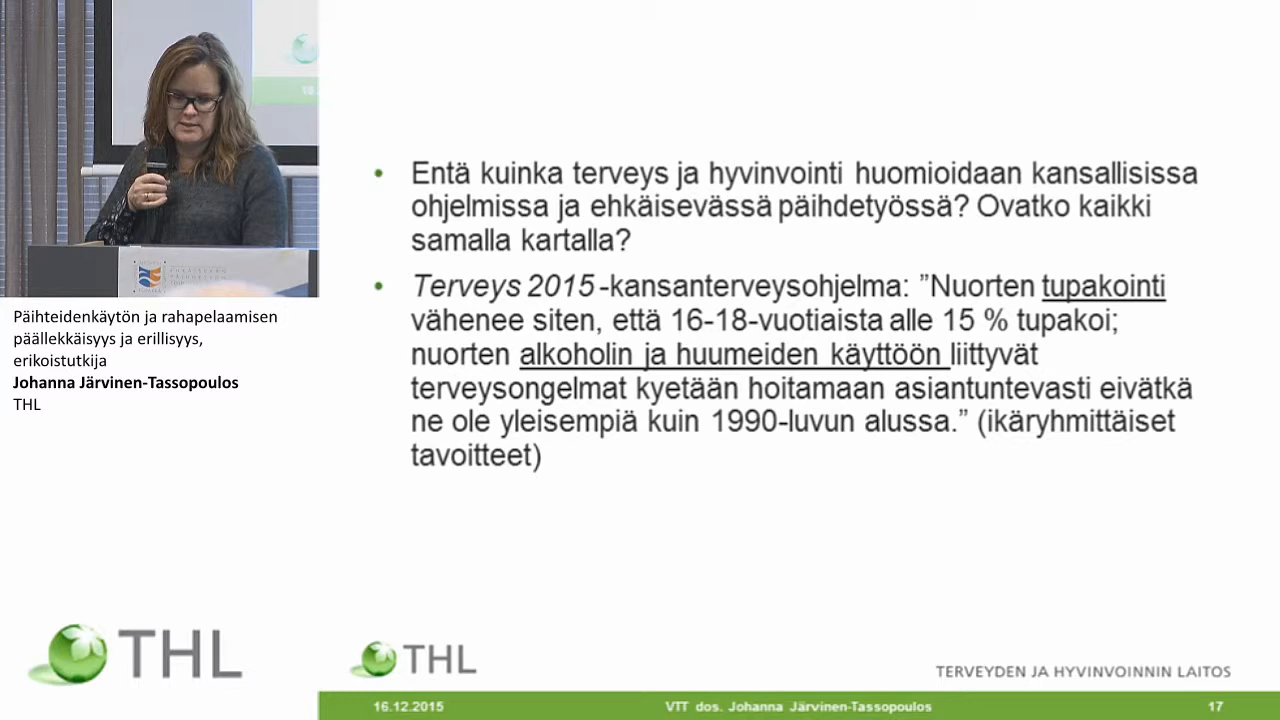 Päihteidenkäytön ja rahapelaamisen
päällekkäisyys ja erillisyys,
erikoistutkija
Johanna Järvinen-Tassopoulos
THL
• Entä kuinka terveys ja hyvinvointi huomioidaan kansallisissa
ohjelmissa ja ehkäisevässä päihdetyössä? Ovatko kaikki
samalla kartalla?
• Terveys 2015 -kansanterveysohjelma: ”Nuorten tupakointi
vähenee siten, että 16-18-vuotiaista alle 15 % tupakoi;
nuorten alkoholin ja huumeiden käyttöön liittyvät
terveysongelmat kyetään hoitamaan asiantuntevasti eivätkä
ne ole yleisempiä kuin 1990-luvun alussa.” (ikäryhmittäiset
tavoitteet)
THL
THL
TERVEYDEN JA HYVINVOINNIN LAITOS
16.12.2015
VTT dos. Johanna Järvinen-Tassopoulos
17